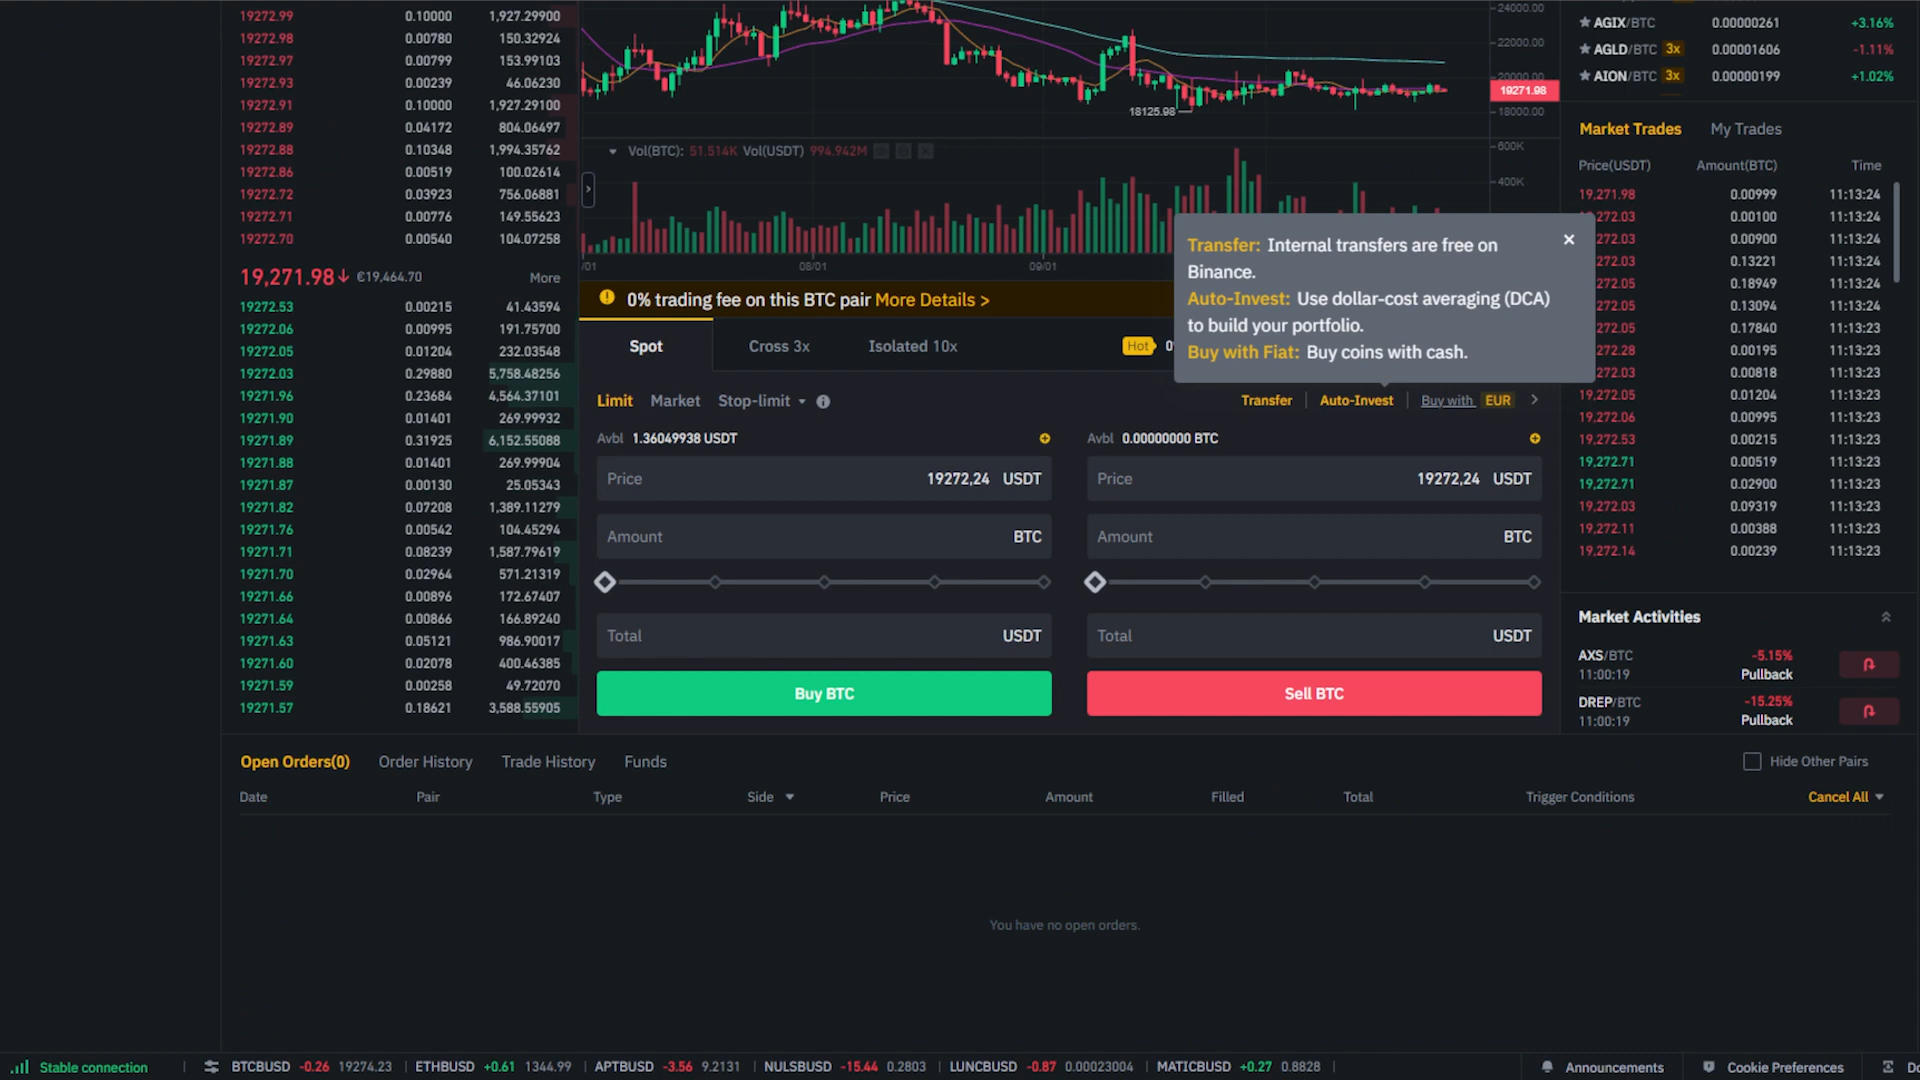 19272.99 0.10000 1,927.29900
19272.98 0.00780 150.32924
19272.97 0.00799 153.99103
19272.93 0.00239 46.06230
19272.91 0.10000 1,927.29100
19272.89 0.04172 804.06497
19272.88 0.10348 1,994.35762
19272.86 0.00519 100.02614
19272.72 0.03923 756.06881
19272.71 0.00776 149.55623
19272.70 0.00540 104.07258
19,271.98↓ €19,464.70 More
19272.53 0.00215 41.43594
19272.06 0.00995 191.75700
19272.05 0.01204 232.03548
19272.03 0.29880 5,758.48256
19271.96 0.23684 4,564.37101
19271.90 0.01401 269.99932
19271.89 0.31925 6,152.55088
19271.88 0.01401 269.99904
19271.87 0.00130 25.05343
19271.82 0.07208 1,389.11279
19271.76 0.00542 104.45294
19271.71 0.08239 1,587.79619
19271.70 0.02964 571.21319
19271.66 0.00896 172.67407
19271.64 0.00866 166.89240
19271.63 0.05121 986.90017
19271.60 0.02078 400.46385
19271.59 0.00258 49.72070
19271.57 0.18621 3,588.55905
24000.00
22000.00
20000.00
19271.98
18000.00
18125.98
Vol(BTC): 51.514K Vol(USDT) 994.942M
600K
400K
/01 08/01 09/01
0% trading fee on this BTC pair More Details >
Transfer: Internal transfers are free on
Binance.
Auto-Invest: Use dollar-cost averaging (DCA)
to build your portfolio.
Buy with Fiat: Buy coins with cash.
Spot Cross 3x Isolated 10x Hot
Limit Market Stop-limit Transfer Auto-Invest Buy with EUR
Avbl 1.36049938 USDT
Price 19272,24 USDT
Amount BTC
Total USDT
Buy BTC
Avbl 0.00000000 BTC
Price 19272,24 USDT
Amount BTC
Total USDT
Sell BTC
AGIX/BTC 0.00000261 +3.16%
AGLD/BTC 3x 0.00001606 -1.11%
AION/BTC 3x 0.00000199 +1.02%
Market Trades My Trades
Price(USDT) Amount(BTC) Time
19,271.98 0.00999 11:13:24
272.03 0.00100 11:13:24
272.03 0.00900 11:13:24
272.03 0.13221 11:13:24
272.05 0.18949 11:13:24
272.05 0.13094 11:13:24
272.05 0.17840 11:13:23
272.28 0.00195 11:13:23
272.03 0.00818 11:13:23
272.05 0.01204 11:13:23
19,272.06 0.00995 11:13:23
19,272.53 0.00215 11:13:23
19,272.71 0.00519 11:13:23
19,272.71 0.02900 11:13:23
19,272.03 0.09319 11:13:23
19,272.11 0.00388 11:13:23
19,272.14 0.00239 11:13:23
Market Activities
AXS/BTC -5.15%
11:00:19 Pullback
DREP/BTC -15.25%
11:00:19 Pullback
Open Orders(0) Order History Trade History Funds Hide Other Pairs
Date Pair Type Side Price Amount Filled Total Trigger Conditions Cancel All
You have no open orders.
Stable connection BTCBUSD -0.26 19274.23 ETHBUSD +0.61 1344.99 APTBUSD -3.56 9.2131 NULSBUSD -15.44 0.2803 LUNCBUSD -0.87 0.00023004 MATICBUSD +0.27 0.8828 Announcements Cookie Preferences